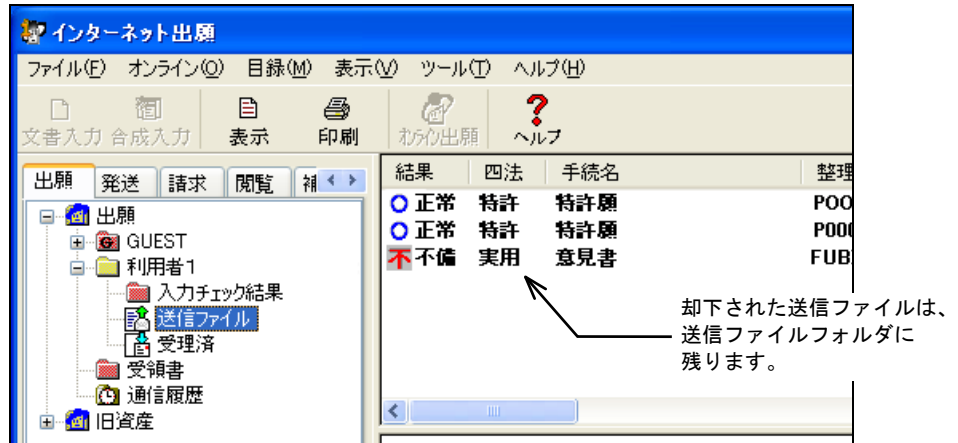 インターネット出願
ファイル(F) オンライン(O) 目録(M) 表示(V) ツール(T) ヘルプ(H)
文書入力 合成入力 表示 印刷 オンライン出願 ヘルプ
出願 発送 請求 閲覧 補
出願
GUEST
利用者1
入力チェック結果
送信ファイル
受理済
受領書
通信履歴
旧資産
結果 四法 手続名 整理
正常 特許 特許願 POO
正常 特許 特許願 P000
不 不備 実用 意見書 FUB
却下された送信ファイルは、
送信ファイルフォルダに
残ります。